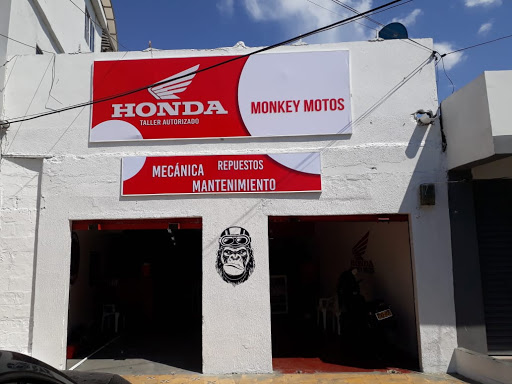 HONDA
TALLER AUTORIZADO
MONKEY MOTOS
MECÁNICA REPUESTOS
MANTENIMIENTO